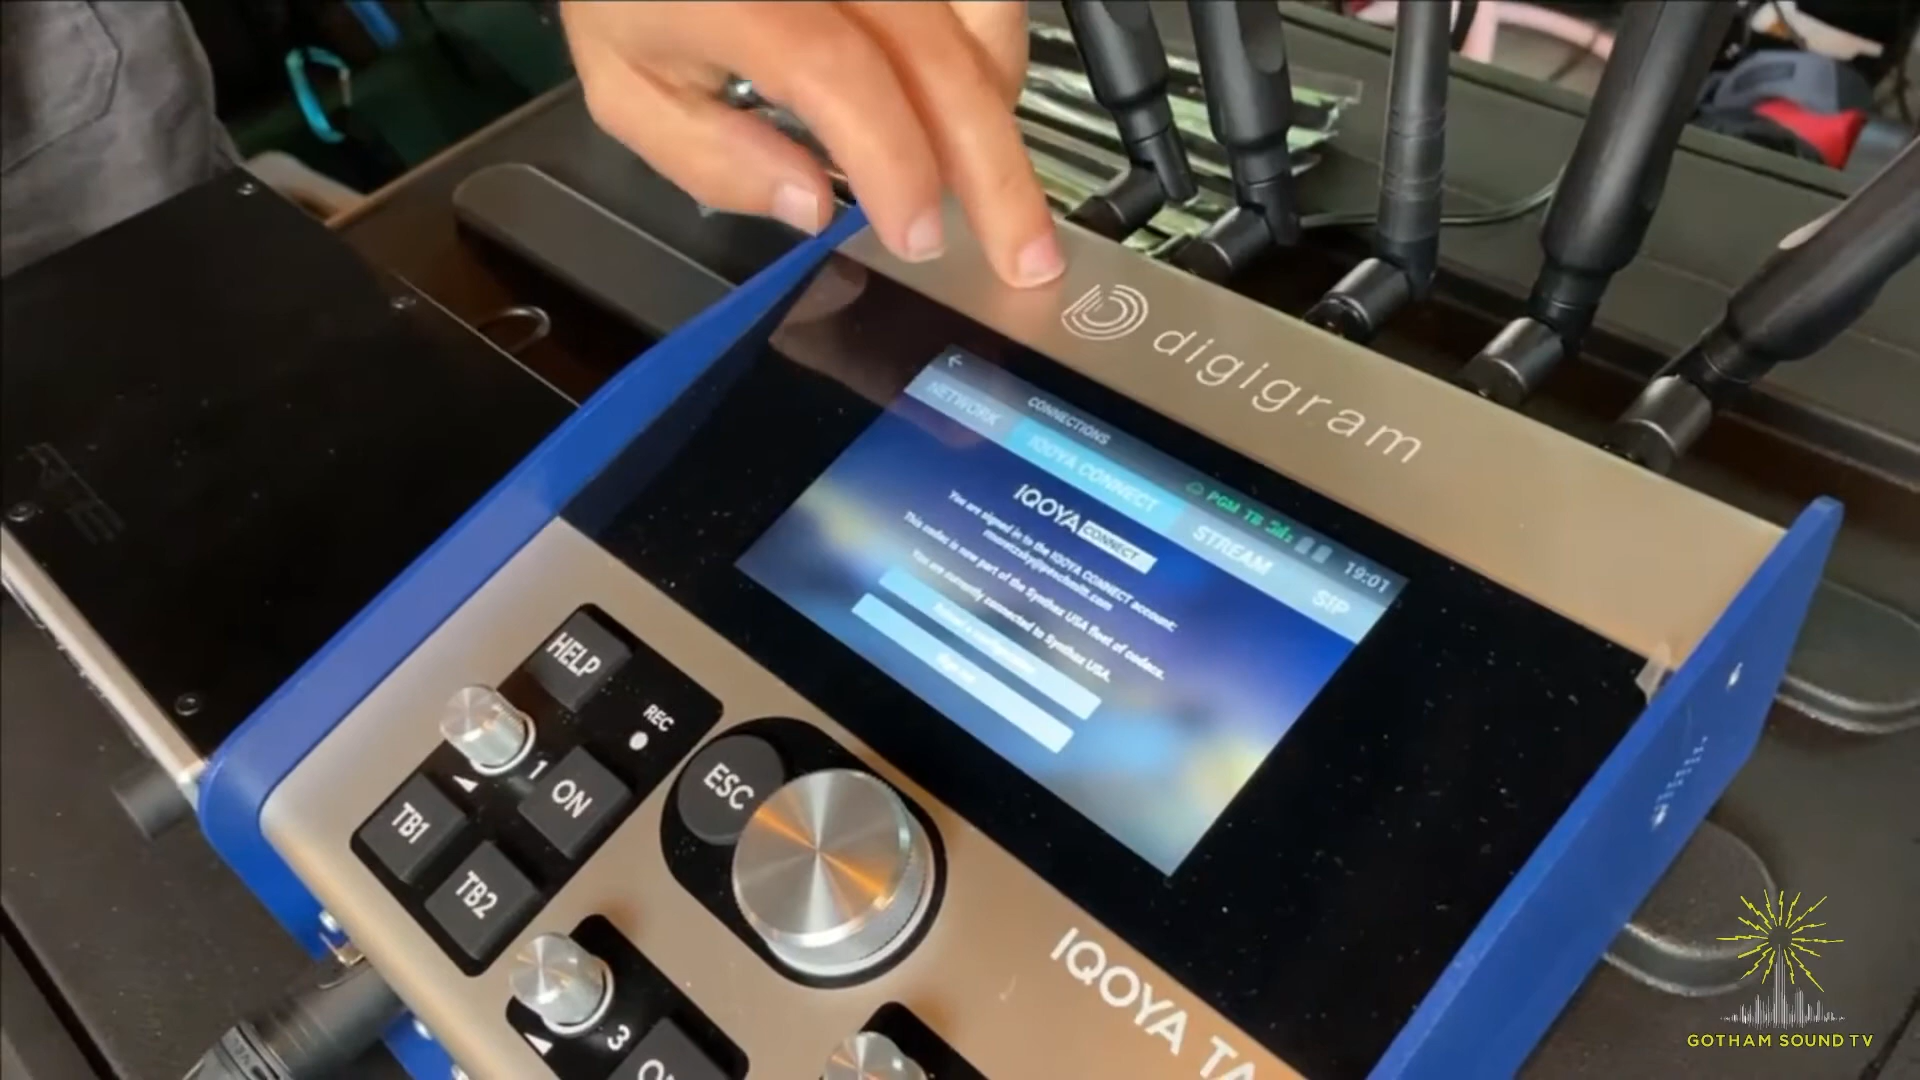 digigram
CONNECTIONS
PGM TB
19:01
NETWORK
IQOYA CONNECT
STREAM
SIP
IQOYA CONNECT
You are signed in to the IQOYA CONNECT account:
This codec is now part of the Synthax USA fleet of codecs.
You are currently connected to Synthax USA.
Sign out
HELP
REC
1
ON
TB1
TB2
ESC
3
IQOYA TA
GOTHAM SOUND TV